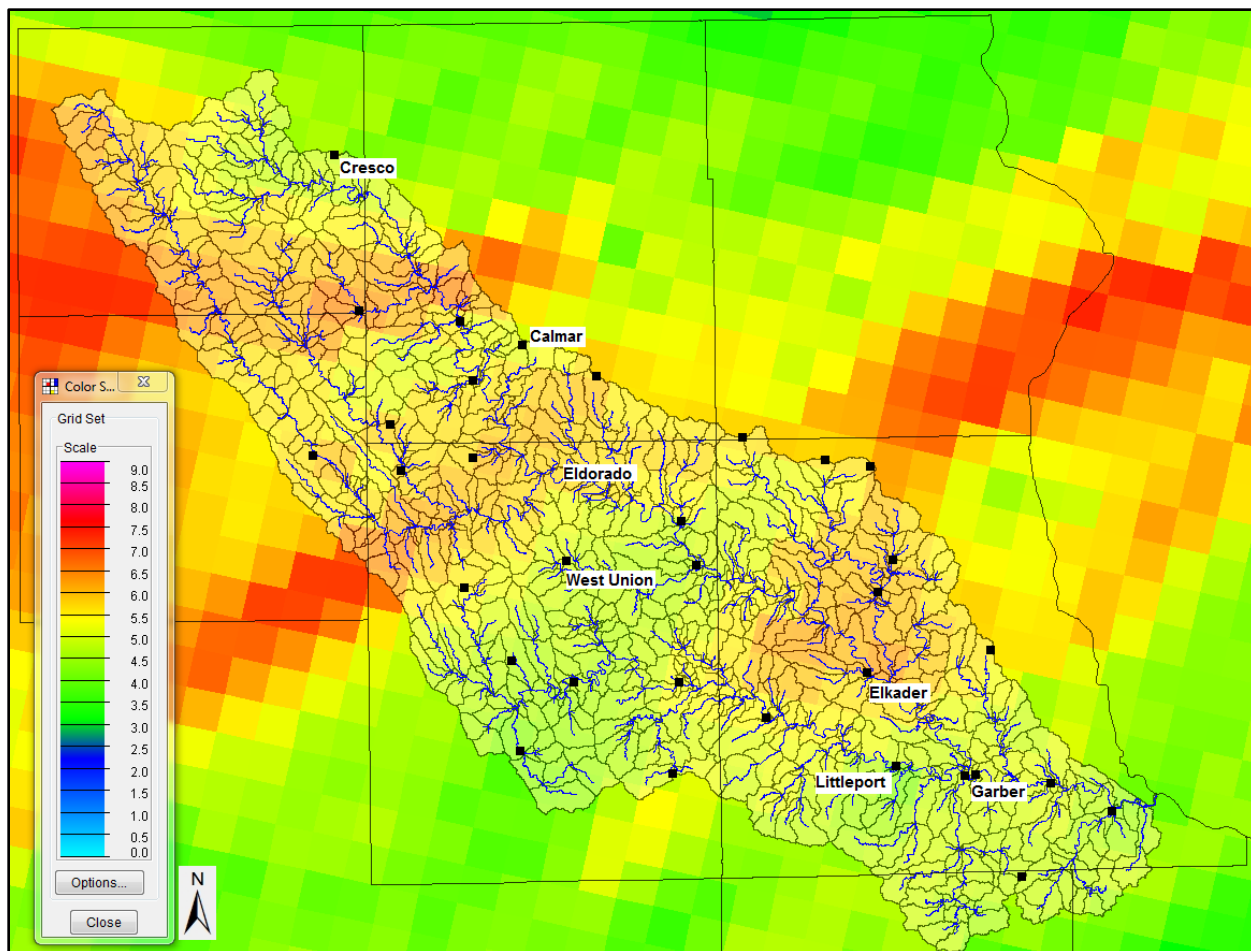 Cresco
Calmar
Eldorado
West Union
Elkader
Littleport
Garber
Color S...
Grid Set
Scale
9.0
8.5
8.0
7.5
7.0
6.5
6.0
5.5
5.0
4.5
4.0
3.5
3.0
2.5
2.0
1.5
1.0
0.5
0.0
Options...
Close
N